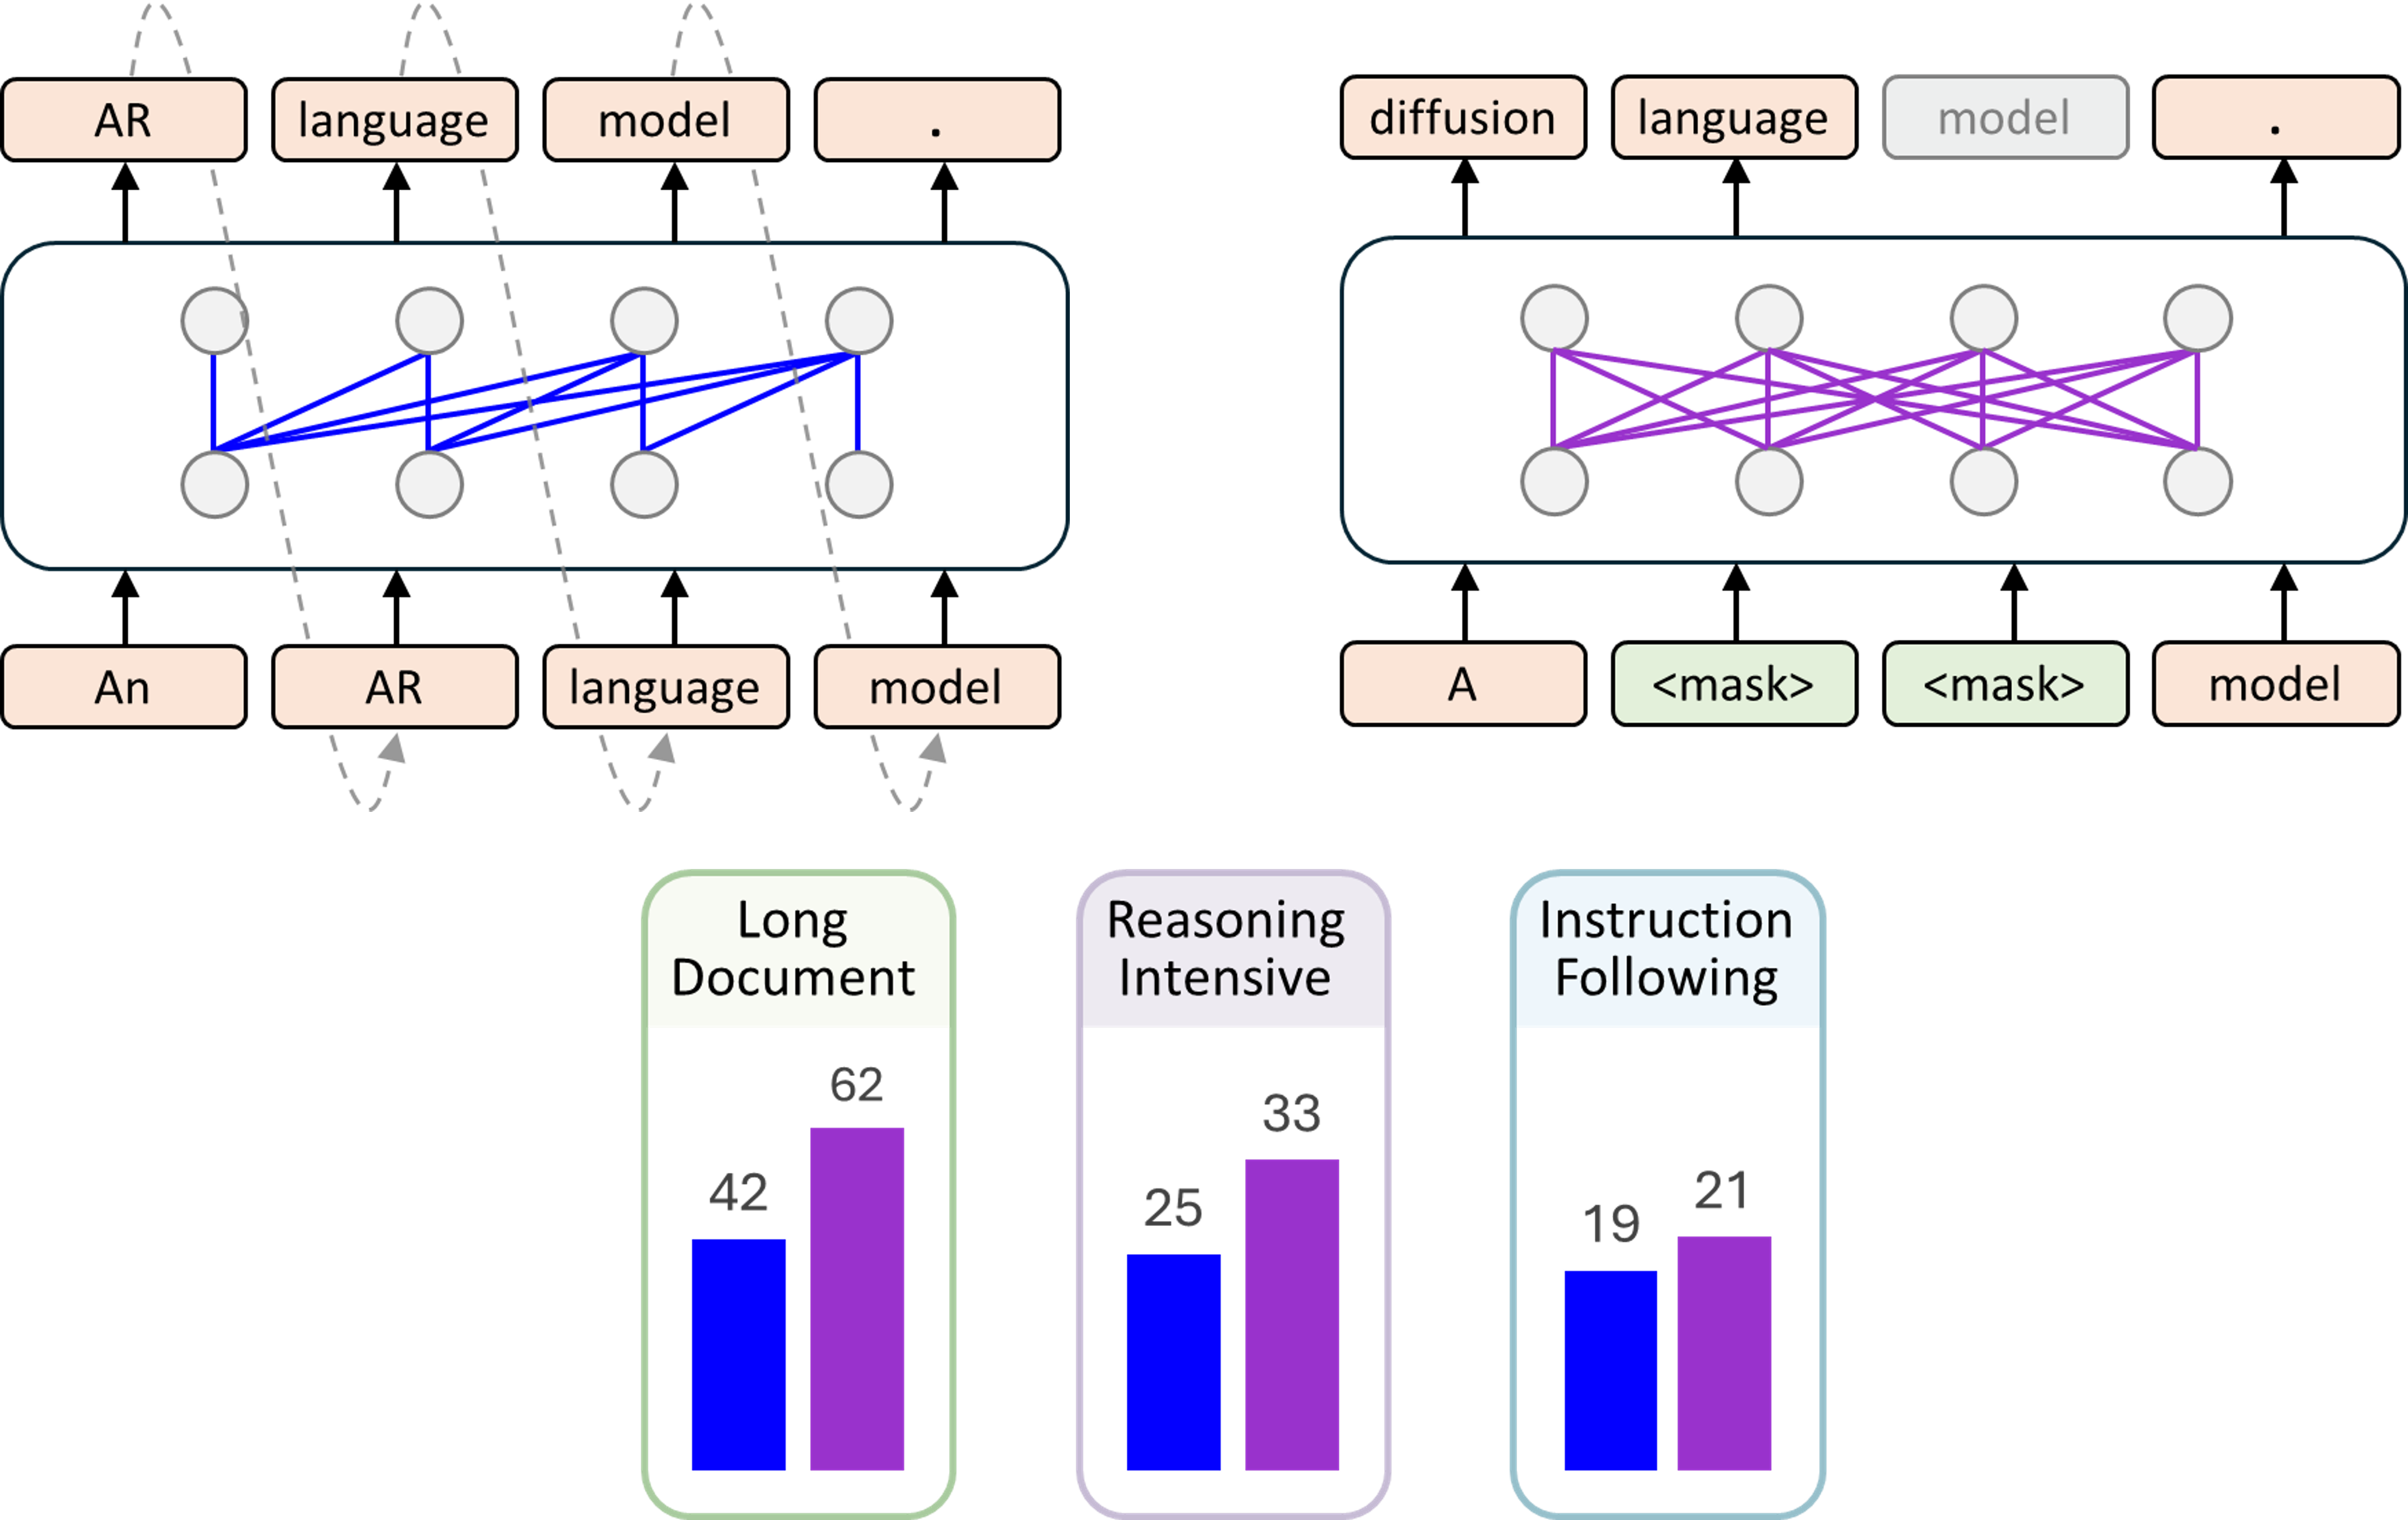 AR language model .
diffusion language model .
An AR language model
A <mask> <mask> model
Long
Document
Reasoning
Intensive
Instruction
Following
42 62
25 33
19 21